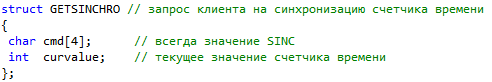 struct GETSINCHRO // запрос клиента на синхронизацию счетчика времени
{
 char cmd[4];      // всегда значение SINC
 int  curvalue;    // текущее значение счетчика времени
};